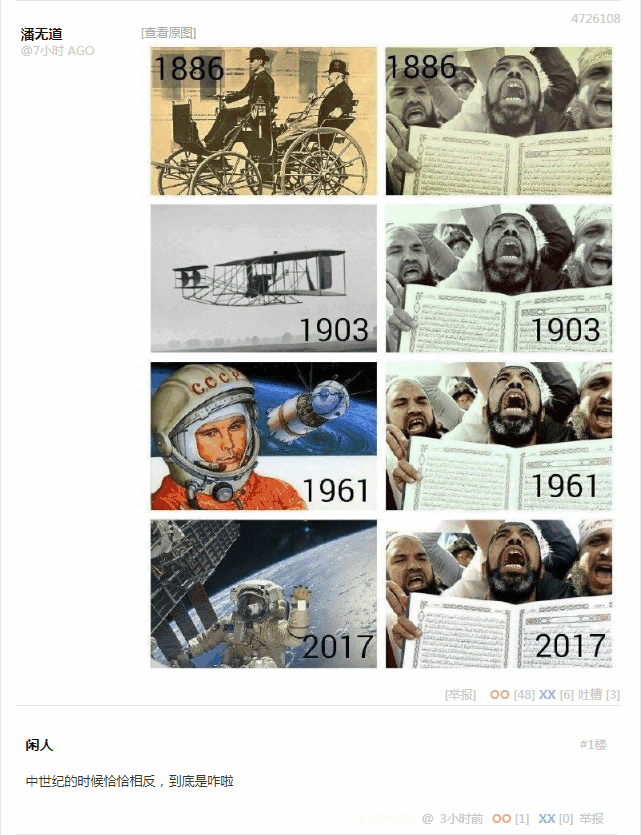 4726108
潘无道
[查看原图]
@7小时 AGO
1886
1886
1903
1903
СССР
1961
1961
2017
2017
[举报] OO [48] XX [6] 吐槽 [3]
闲人
#1楼
中世纪的时候恰恰相反，到底是咋啦
@ 3小时前 OO [1] XX [0] 举报